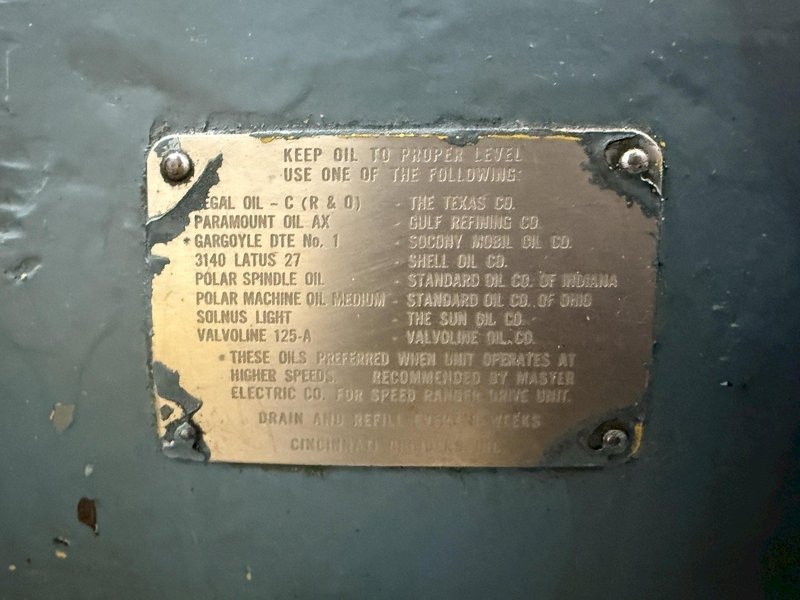 KEEP OIL TO PROPER LEVEL
USE ONE OF THE FOLLOWING:
EGAL OIL - C (R & O) - THE TEXAS CO.
PARAMOUNT OIL AX - GULF REFINING CO.
* GARGOYLE DTE No. 1 - SOCONY MOBIL OIL CO.
3140 LATUS 27 - SHELL OIL CO.
POLAR SPINDLE OIL - STANDARD OIL CO. OF INDIANA
POLAR MACHINE OIL MEDIUM - STANDARD OIL CO. OF OHIO
SOLNUS LIGHT - THE SUN OIL CO.
VALVOLINE 125-A - VALVOLINE OIL CO.
* THESE OILS PREFERRED WHEN UNIT OPERATES AT
HIGHER SPEEDS. RECOMMENDED BY MASTER
ELECTRIC CO. FOR SPEED RANGER DRIVE UNIT.
DRAIN AND REFILL WEEKS
CINCINNATI INC.